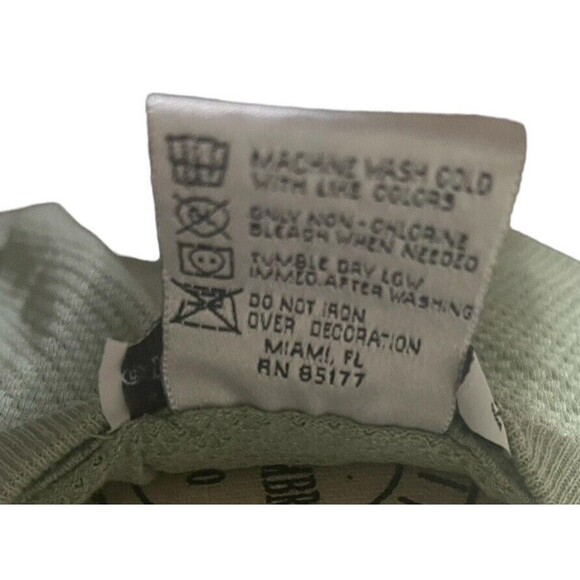 MACHINE WASH COLD
WITH LIKE COLORS
ONLY NON-CHLORINE
BLEACH WHEN NEEDED
TUMBLE DRY LOW
IMMED AFTER WASHING
DO NOT IRON
OVER DECORATION
MIAMI, FL
RN 85177